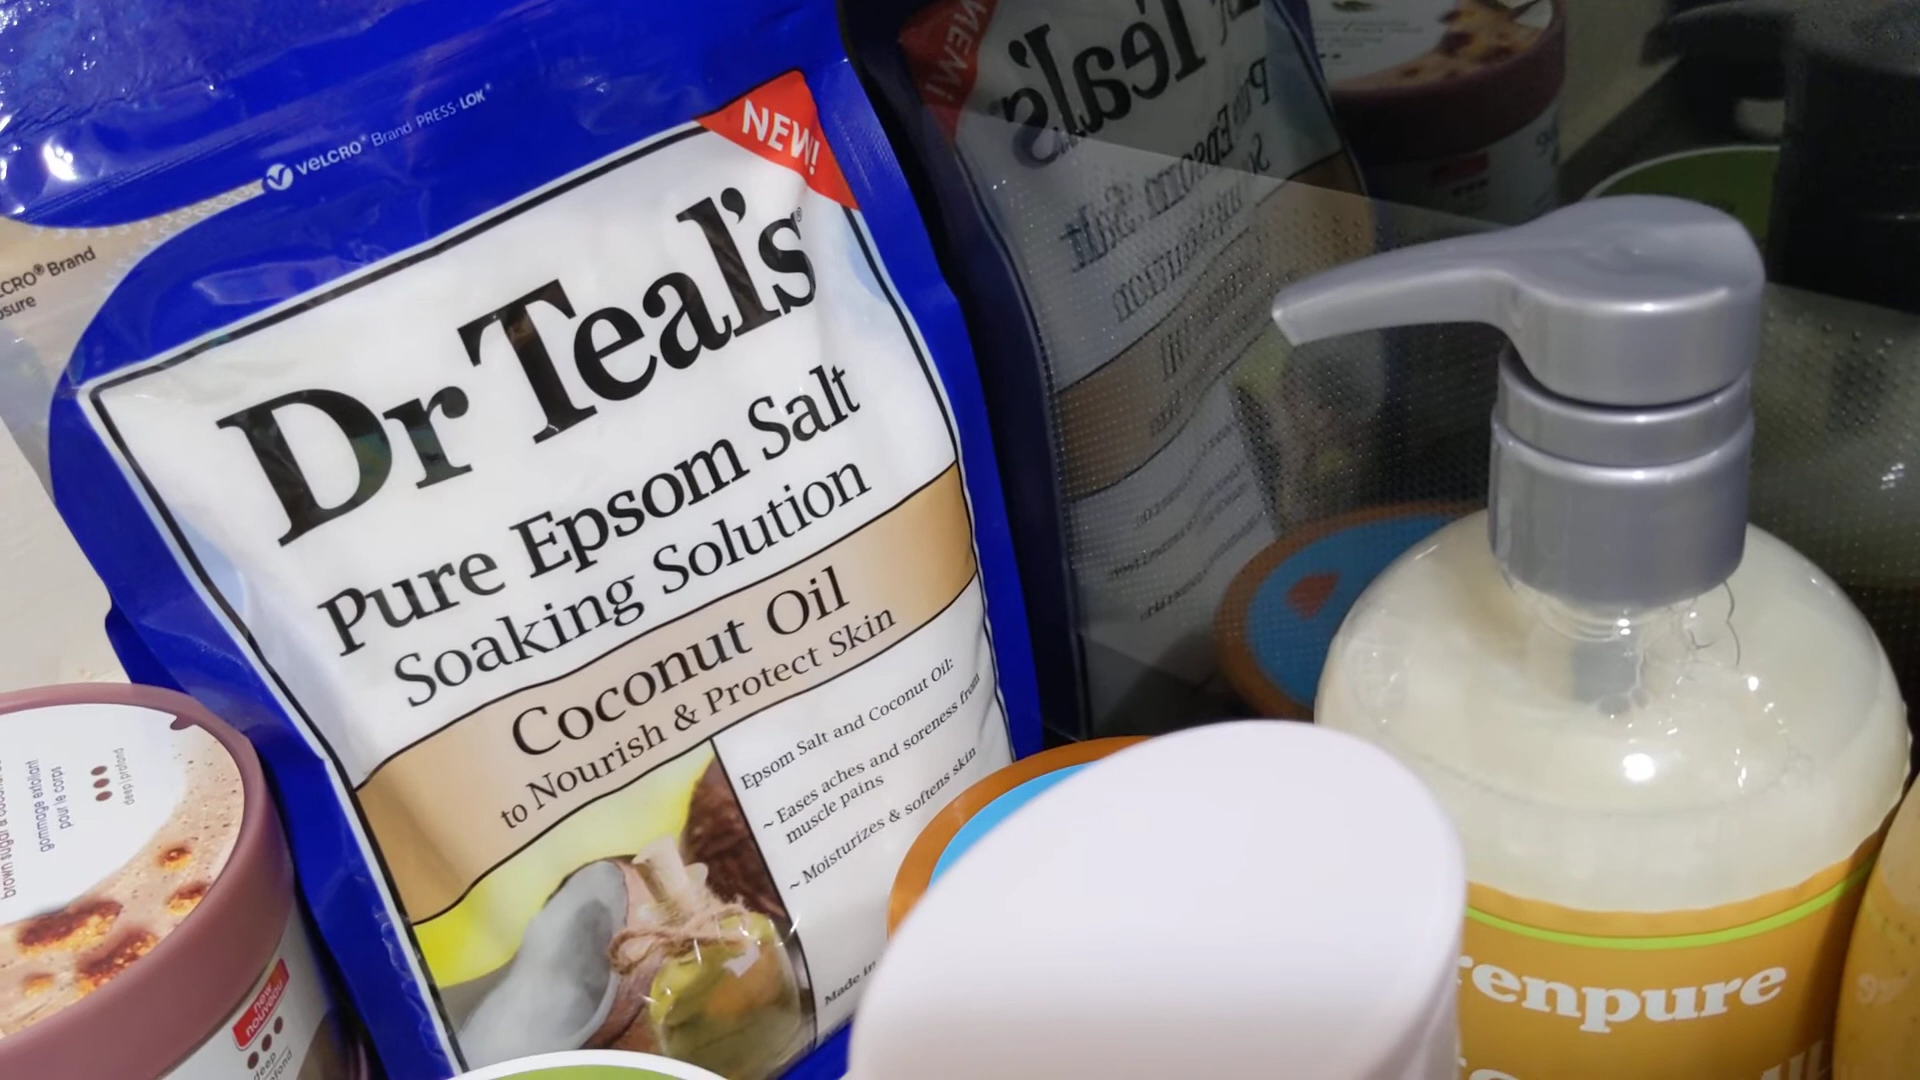 VELCRO® Brand PRESS-LOK®
NEW!
Dr Teal's®
Pure Epsom Salt
Soaking Solution
Coconut Oil
to Nourish & Protect Skin
Epsom Salt and Coconut Oil:
~ Eases aches and soreness from
muscle pains
~ Moisturizes & softens skin
Made in
CRO® Brand
deep | profond
pour le corps
gommage exfoliant
brown sugar
new
nouveau
deep
renpure